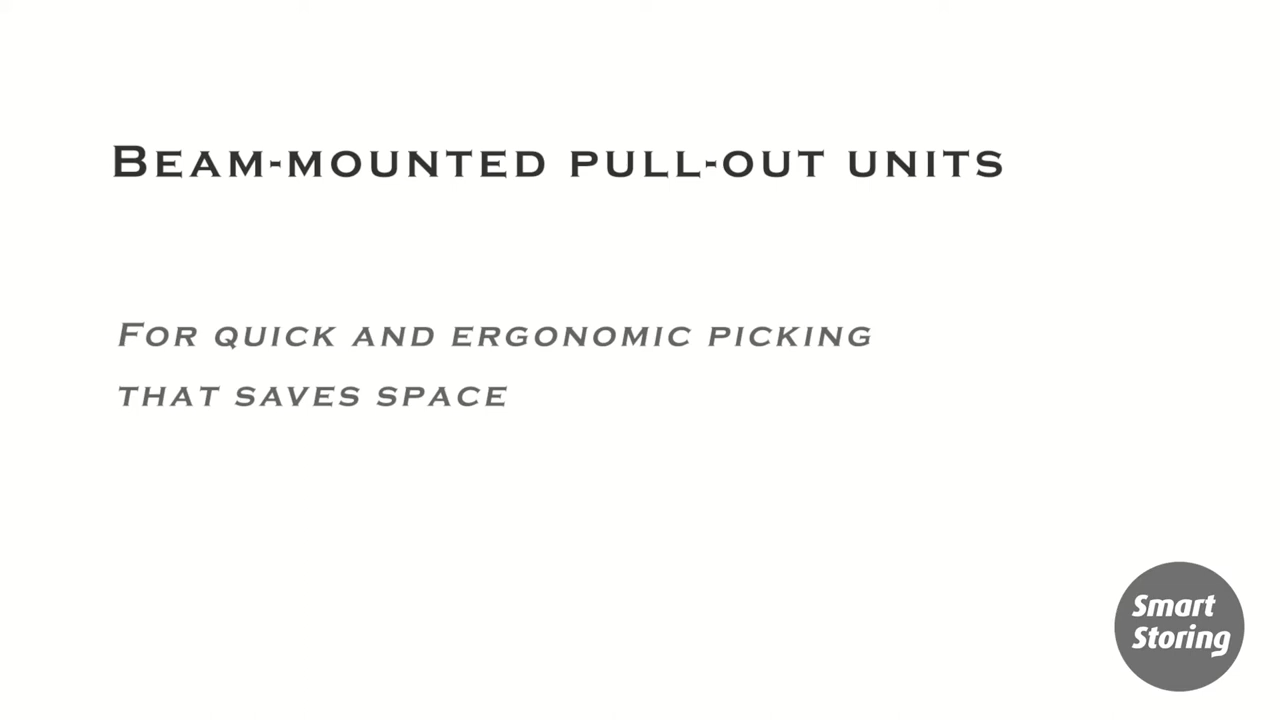 Beam-mounted pull-out units
For quick and ergonomic picking
that saves space
Smart
Storing